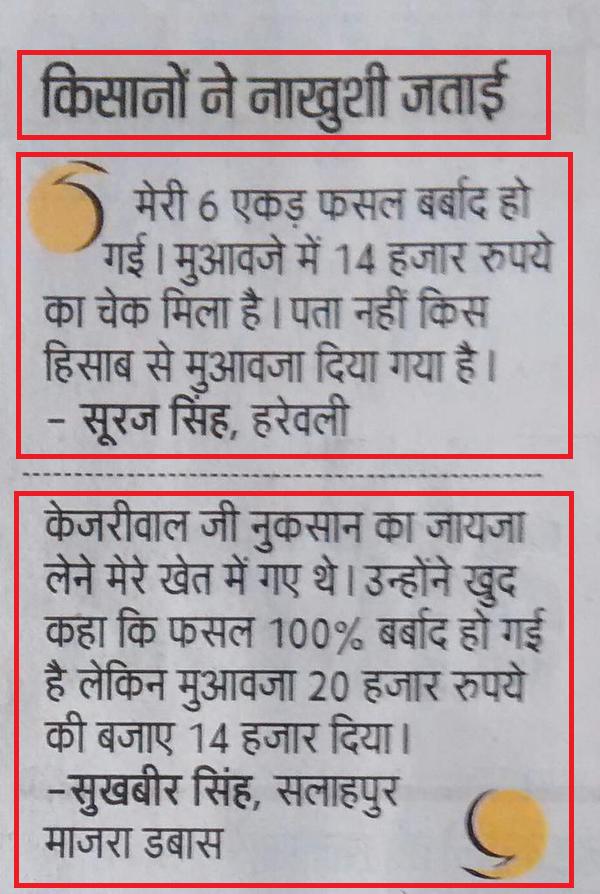 किसानों ने नाखुशी जताई
मेरी 6 एकड़ फसल बर्बाद हो
गई। मुआवजे में 14 हजार रुपये
का चेक मिला है। पता नहीं किस
हिसाब से मुआवजा दिया गया है।
- सूरज सिंह, हरेवली
केजरीवाल जी नुकसान का जायजा
लेने मेरे खेत में गए थे। उन्होंने खुद
कहा कि फसल 100% बर्बाद हो गई
है लेकिन मुआवजा 20 हजार रुपये
की बजाए 14 हजार दिया।
-सुखबीर सिंह, सलाहपुर
माजरा डबास